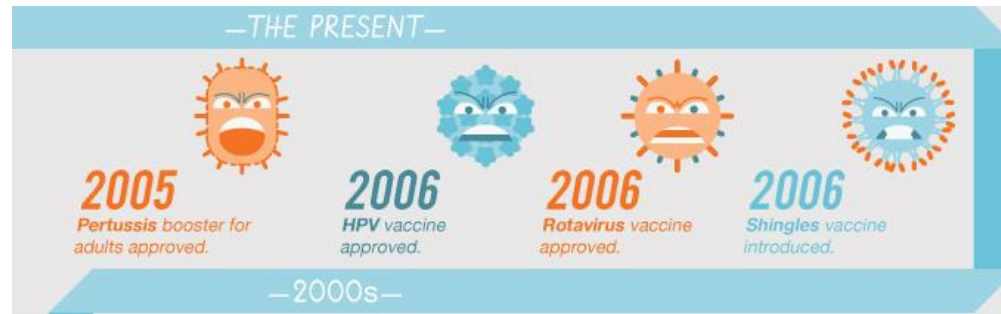 —THE PRESENT—
2005
Pertussis booster for
adults approved.
2006
HPV vaccine
approved.
2006
Rotavirus vaccine
approved.
2006
Shingles vaccine
introduced.
—2000s—